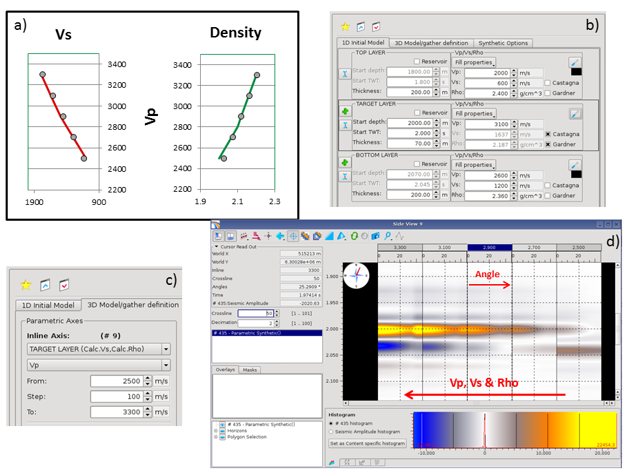 a)
Vs
Density
3400
3200
3000
2800
2600
2400
2200
1900
900
Vp
3400
3200
3000
2800
2600
2400
2200
1.9
2.1
2.3
b)
1D Initial Model
3D Model/gather definition
Synthetic Options
TOP LAYER
Vp/Vs/Rho
Reservoir
Fill properties
Start depth: 1800.00 m
Vp: 2000 m/s
Start TWT: 1.800 s
Vs: 600 m/s
Castagna
Thickness: 200.00 m
Rho: 2.400 g/cm^3
Gardner
TARGET LAYER
Vp/Vs/Rho
Reservoir
Fill properties
Start depth: 2000.00 m
Vp: 3100 m/s
Start TWT: 2.000 s
Vs: 1637 m/s
Castagna
Thickness: 70.00 m
Rho: 2.187 g/cm^3
Gardner
BOTTOM LAYER
Vp/Vs/Rho
Reservoir
Fill properties
Start depth: 2070.00 m
Vp: 2600 m/s
Start TWT: 2.045 s
Vs: 1200 m/s
Castagna
Thickness: 200.00 m
Rho: 2.360 g/cm^3
Gardner
c)
1D Initial Model
3D Model/gather definition
Parametric Axes
Inline Axis:
(# 9)
TARGET LAYER (Calc.Vs,Calc.Rho)
Vp
From: 2500 m/s
Step: 100 m/s
To: 3300 m/s
Side View 9
d)
Cursor Read Out
World X 515213 m
World Y 9.30028e+06 m
Inline 3300
Crossline 50
Angles 25.2909 °
Time 1.97414 s
# 435:Seismic Amplitude -2020.63
Crossline 50 [1 .. 101]
Decimation 2 [1 .. 100]
# 435 - Parametric Synthetic()
Overlays
Masks
# 435 - Parametric Synthetic()
Horizons
Polygon Selection
3.300
3.100
2.900
2.700
2.500
20
20
20
20
20
1.900
1.950
2.000
2.050
2.100
Angle
Vp, Vs & Rho
Histogram
# 435 histogram
Seismic Amplitude histogram
Set as Content specific histogram
-10,000
0
10,000
20,000
22454.3